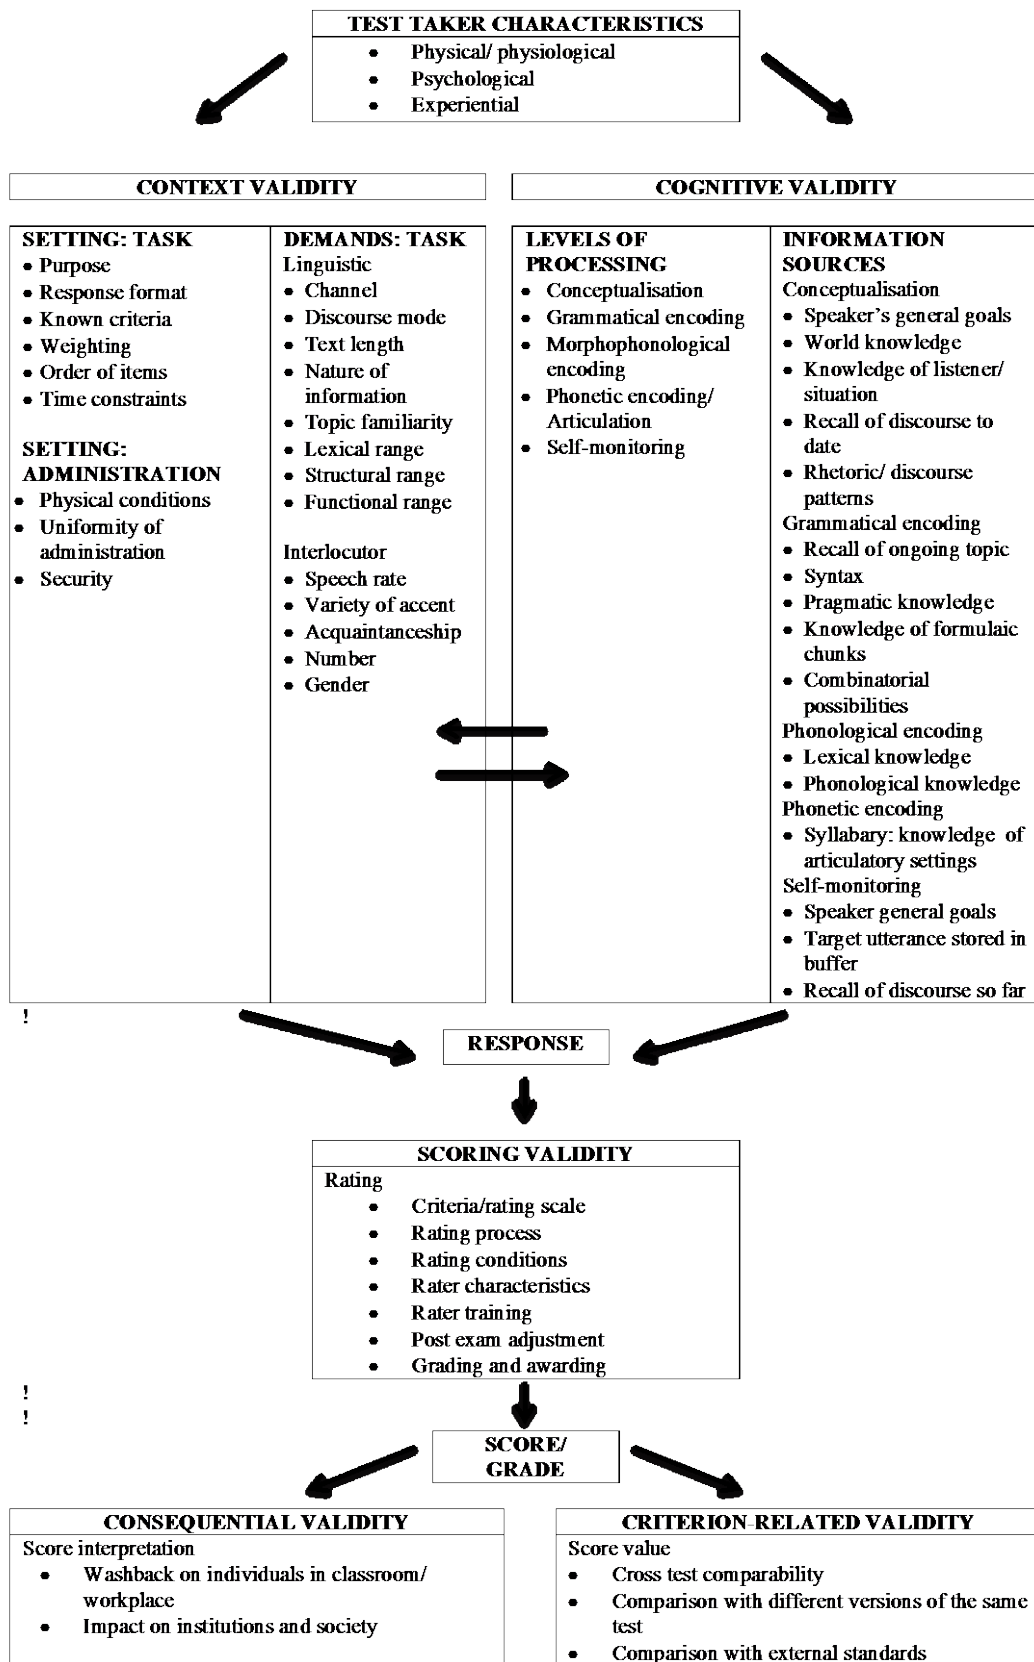 TEST TAKER CHARACTERISTICS
• Physical/ physiological
• Psychological
• Experiential
CONTEXT VALIDITY
SETTING: TASK
• Purpose
• Response format
• Known criteria
• Weighting
• Order of items
• Time constraints
SETTING:
ADMINISTRATION
• Physical conditions
• Uniformity of
administration
• Security
DEMANDS: TASK
Linguistic
• Channel
• Discourse mode
• Text length
• Nature of
information
• Topic familiarity
• Lexical range
• Structural range
• Functional range
Interlocutor
• Speech rate
• Variety of accent
• Acquaintanceship
• Number
• Gender
COGNITIVE VALIDITY
LEVELS OF
PROCESSING
• Conceptualisation
• Grammatical encoding
• Morphophonological
encoding
• Phonetic encoding/
Articulation
• Self-monitoring
INFORMATION
SOURCES
Conceptualisation
• Speaker's general goals
• World knowledge
• Knowledge of listener/
situation
• Recall of discourse to
date
• Rhetoric/ discourse
patterns
Grammatical encoding
• Recall of ongoing topic
• Syntax
• Pragmatic knowledge
• Knowledge of formulaic
chunks
• Combinatorial
possibilities
Phonological encoding
• Lexical knowledge
• Phonological knowledge
Phonetic encoding
• Syllabary: knowledge of
articulatory settings
Self-monitoring
• Speaker general goals
• Target utterance stored in
buffer
• Recall of discourse so far
!
RESPONSE
SCORING VALIDITY
Rating
• Criteria/rating scale
• Rating process
• Rating conditions
• Rater characteristics
• Rater training
• Post exam adjustment
• Grading and awarding
!
!
SCORE/
GRADE
CONSEQUENTIAL VALIDITY
Score interpretation
• Washback on individuals in classroom/
workplace
• Impact on institutions and society
CRITERION-RELATED VALIDITY
Score value
• Cross test comparability
• Comparison with different versions of the same
test
• Comparison with external standards